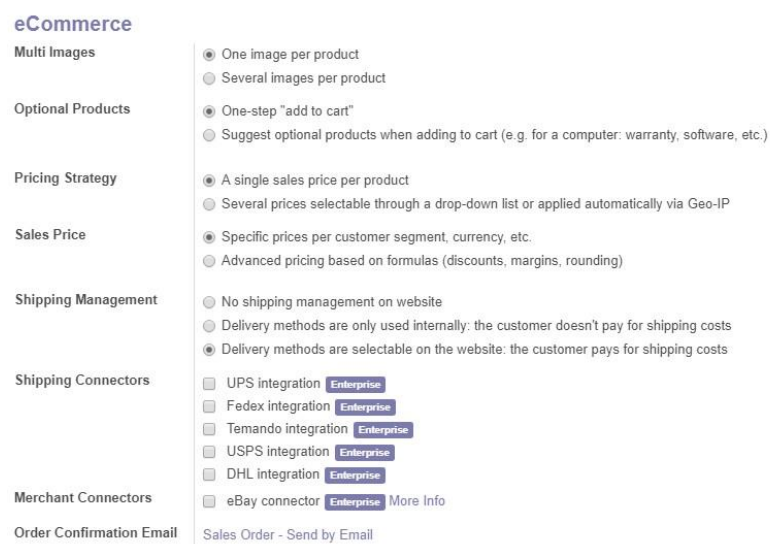 eCommerce
Multi Images
One image per product
Several images per product
Optional Products
One-step "add to cart"
Suggest optional products when adding to cart (e.g. for a computer: warranty, software, etc.)
Pricing Strategy
A single sales price per product
Several prices selectable through a drop-down list or applied automatically via Geo-IP
Sales Price
Specific prices per customer segment, currency, etc.
Advanced pricing based on formulas (discounts, margins, rounding)
Shipping Management
No shipping management on website
Delivery methods are only used internally: the customer doesn't pay for shipping costs
Delivery methods are selectable on the website: the customer pays for shipping costs
Shipping Connectors
UPS integration Enterprise
Fedex integration Enterprise
Temando integration Enterprise
USPS integration Enterprise
DHL integration Enterprise
Merchant Connectors
eBay connector Enterprise More Info
Order Confirmation Email
Sales Order - Send by Email